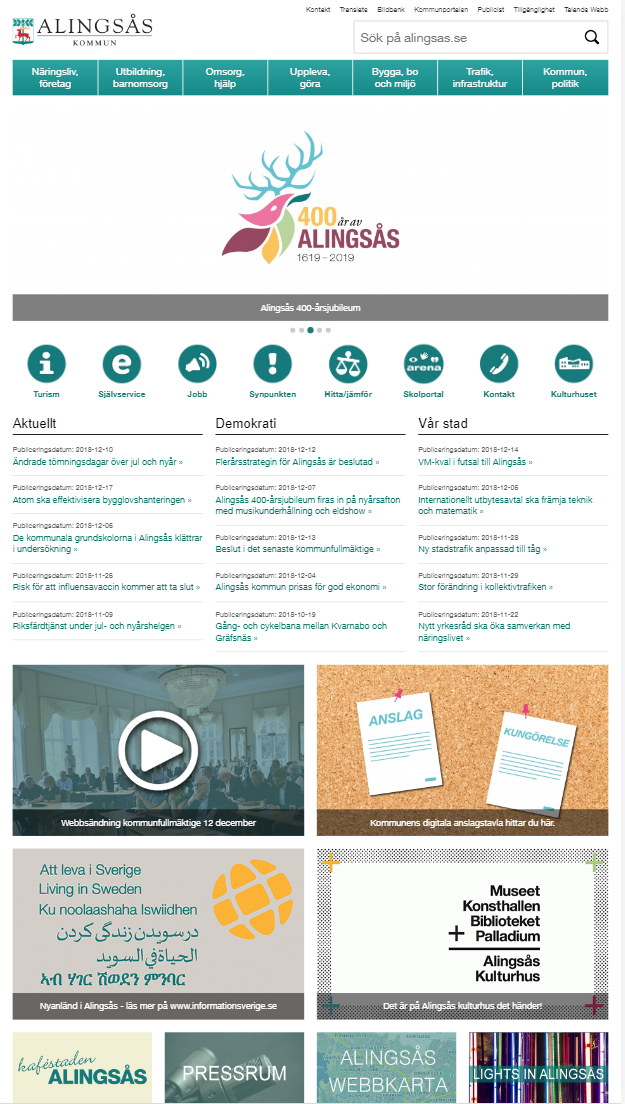 Kontakt Translate Bildbank Kommunportalen Publicist Tillgänglighet Talande Webb
ALINGSÅS
KOMMUN
Sök på alingsas.se
Näringsliv,
företag
Utbildning,
barnomsorg
Omsorg,
hjälp
Uppleva,
göra
Bygga, bo
och miljö
Trafik,
infrastruktur
Kommun,
politik
400 år av
ALINGSÅS
1619–2019
Alingsås 400-årsjubileum
arena
Turism
Självservice
Jobb
Synpunkten
Hitta/jämför
Skolportal
Kontakt
Kulturhuset
Aktuellt
Publiceringsdatum: 2018-12-10
Ändrade tömningsdagar över jul och nyår »
Publiceringsdatum: 2018-12-17
Atom ska effektivisera bygglovshanteringen »
Publiceringsdatum: 2018-12-06
De kommunala grundskolorna i Alingsås klättrar
i undersökning »
Publiceringsdatum: 2018-11-26
Risk för att influensavaccin kommer att ta slut »
Publiceringsdatum: 2018-11-09
Riksfärdtjänst under jul- och nyårshelgen »
Demokrati
Publiceringsdatum: 2018-12-12
Flerårsstrategin för Alingsås är beslutad »
Publiceringsdatum: 2018-12-07
Alingsås 400-årsjubileum firas in på nyårsafton
med musikunderhållning och eldshow »
Publiceringsdatum: 2018-12-13
Beslut i det senaste kommunfullmäktige »
Publiceringsdatum: 2018-12-04
Alingsås kommun prisas för god ekonomi »
Publiceringsdatum: 2018-10-19
Gång- och cykelbana mellan Kvarnabo och
Gräfsnäs »
Vår stad
Publiceringsdatum: 2018-12-14
VM-kval i futsal till Alingsås »
Publiceringsdatum: 2018-12-06
Internationellt utbytesavtal ska främja teknik
och matematik »
Publiceringsdatum: 2018-11-28
Ny stadstrafik anpassad till tåg »
Publiceringsdatum: 2018-11-29
Stor förändring i kollektivtrafiken »
Publiceringsdatum: 2018-11-22
Nytt yrkesråd ska öka samverkan med
näringslivet »
Webbsändning kommunfullmäktige 12 december
ANSLAG
KUNGÖRELSE
Kommunens digitala anslagstavla hittar du här.
Att leva i Sverige
Living in Sweden
Ku noolaashaha Iswiidhen
درسویدن زندگی کردن
الحياة في السويد
ኣብ ሃገር ሽወደን ምንባር
Nyanländ i Alingsås - läs mer på www.informationsverige.se
Museet
Konsthallen
Biblioteket
+ Palladium
Alingsås
Kulturhus
Det är på Alingsås kulturhus det händer!
kaféstaden
ALINGSÅS
PRESSRUM
ALINGSÅS
WEBBKARTA
LIGHTS IN ALINGSÅS